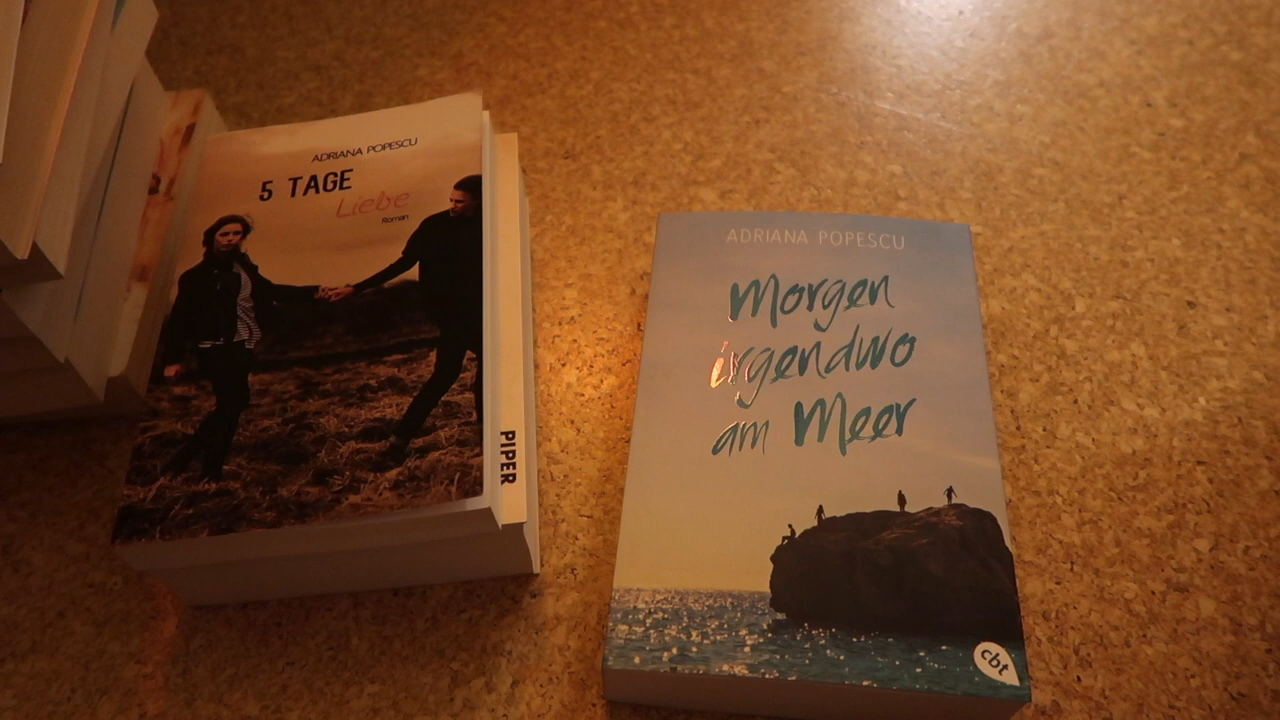 ADRIANA POPESCU
5 TAGE
Liebe
Roman
PIPER
ADRIANA POPESCU
Morgen
irgendwo
am Meer
cbt